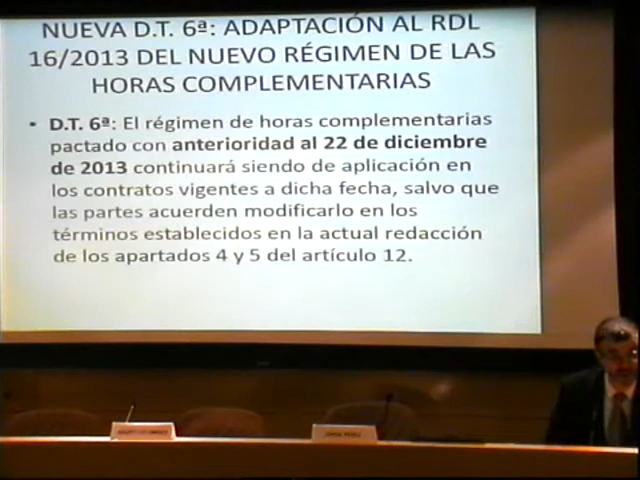 NUEVA D.T. 6ª: ADAPTACIÓN AL RDL
16/2013 DEL NUEVO RÉGIMEN DE LAS
HORAS COMPLEMENTARIAS
• D.T. 6ª: El régimen de horas complementarias
pactado con anterioridad al 22 de diciembre
de 2013 continuará siendo de aplicación en
los contratos vigentes a dicha fecha, salvo que
las partes acuerden modificarlo en los
términos establecidos en la actual redacción
de los apartados 4 y 5 del artículo 12.